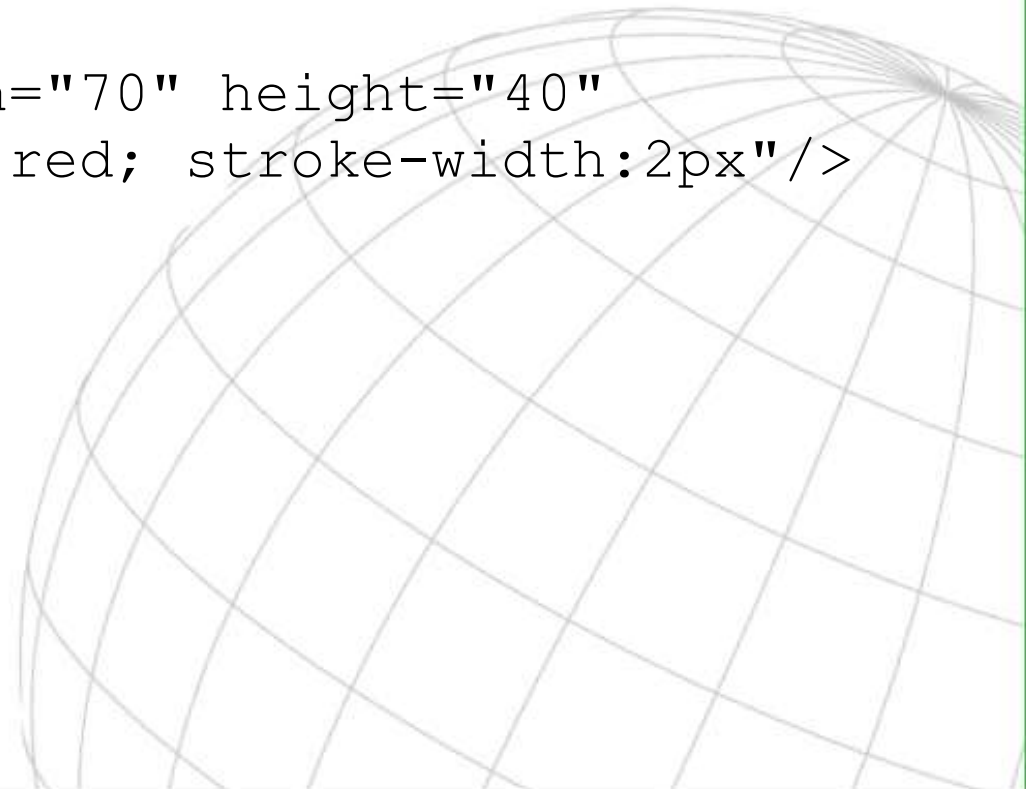 ="70" height="40"
red; stroke-width:2px"/>